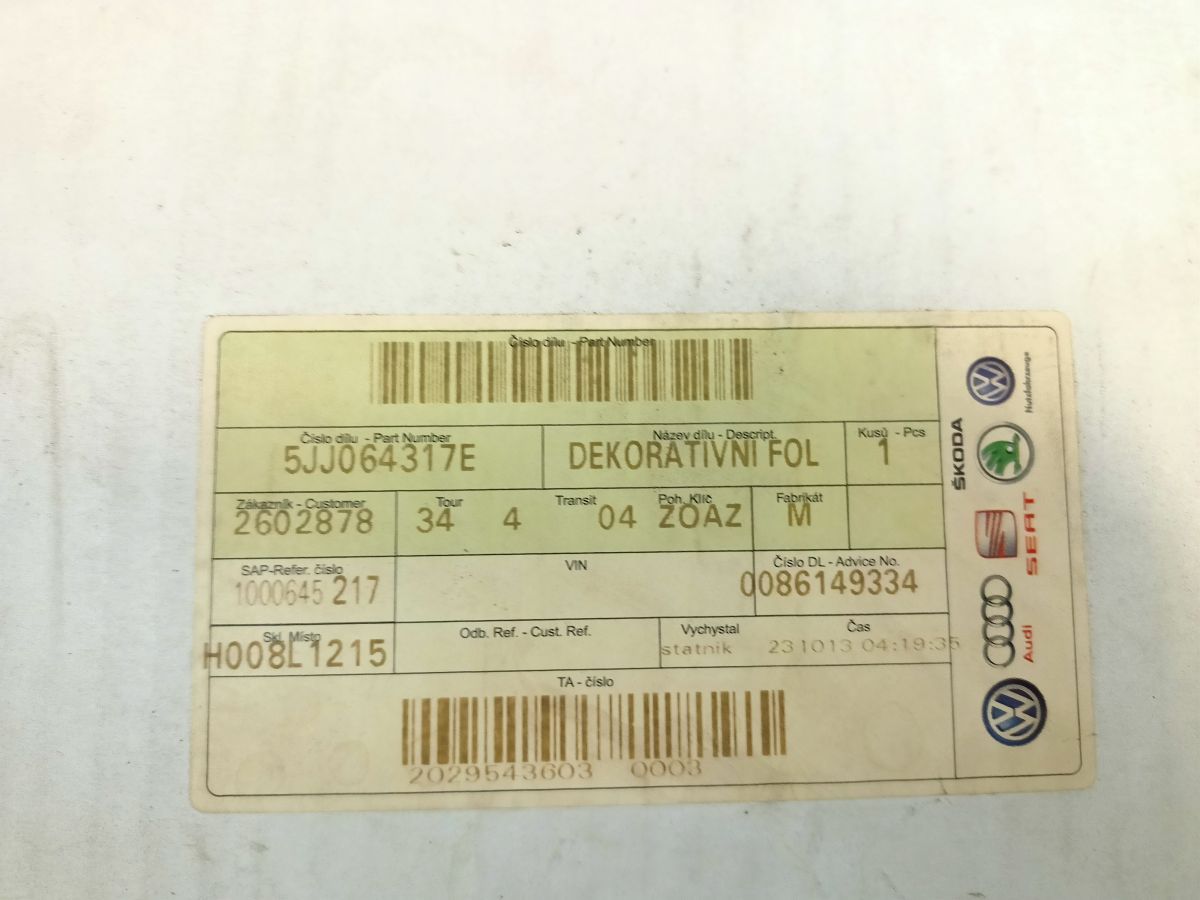 Číslo dílu - Part Number
Číslo dílu - Part Number
5JJ064317E
Název dílu - Descript.
DEKORATIVNI FOL
Kusů - Pcs
1
Zákazník - Customer
2602878
Tour
34 4
Transit
04
Poh. Klíč
ZOAZ
Fabrikát
M
SAP-Refer. číslo
1000645 217
VIN
Číslo DL - Advice No.
0086149334
Skl. Místo
H008L1215
Odb. Ref. - Cust. Ref.
Vychystal
statnik
Čas
231013 04:19:35
TA - číslo
2029543603 0003
Nutzfahrzeuge
ŠKODA
SEAT
Audi